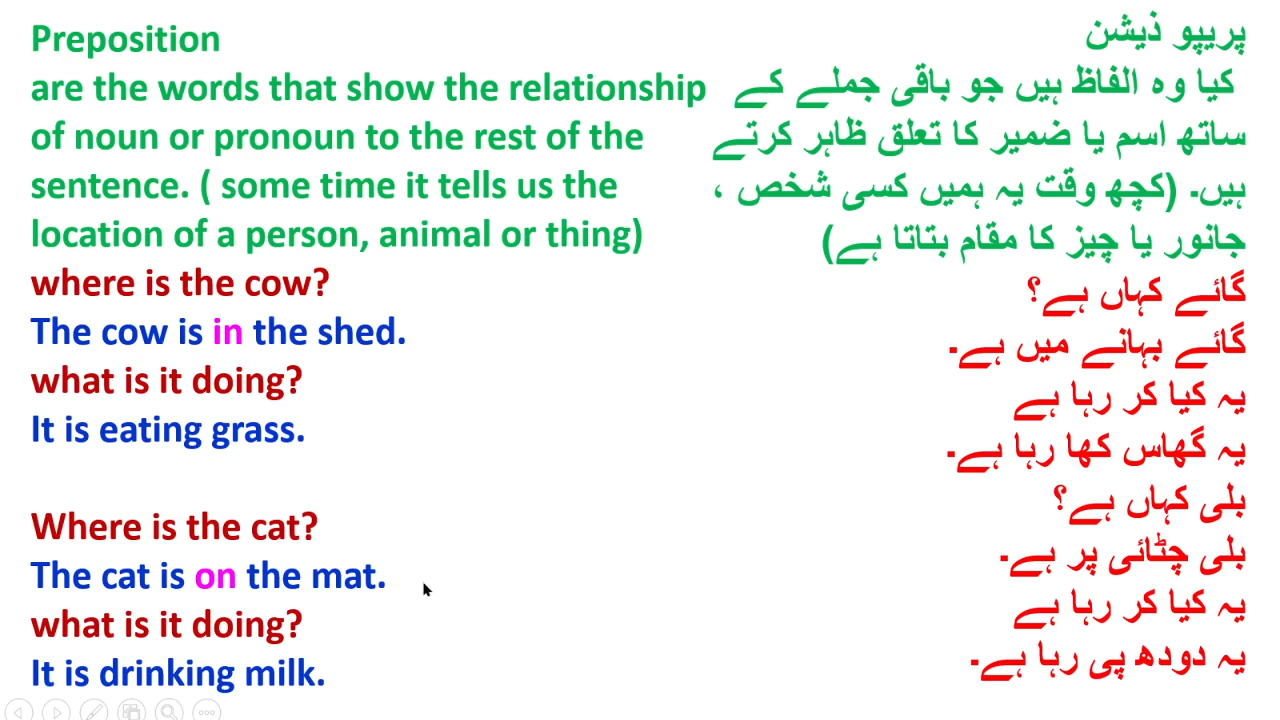 Preposition
are the words that show the relationship
of noun or pronoun to the rest of the
sentence. ( some time it tells us the
location of a person, animal or thing)
where is the cow?
The cow is in the shed.
what is it doing?
It is eating grass.
Where is the cat?
The cat is on the mat.
what is it doing?
It is drinking milk.
پریپو ذیشن
کیا وہ الفاظ ہیں جو باقی جملے کے
ساتھ اسم یا ضمیر کا تعلق ظاہر کرتے
ہیں۔ (کچھ وقت یہ ہمیں کسی شخص ،
جانور یا چیز کا مقام بتاتا ہے)
گائے کہاں ہے؟
گائے بہانے میں ہے۔
یہ کیا کر رہا ہے
یہ گھاس کھا رہا ہے۔
بلی کہاں ہے؟
بلی چٹائی پر ہے۔
یہ کیا کر رہا ہے
یہ دودھ پی رہا ہے۔